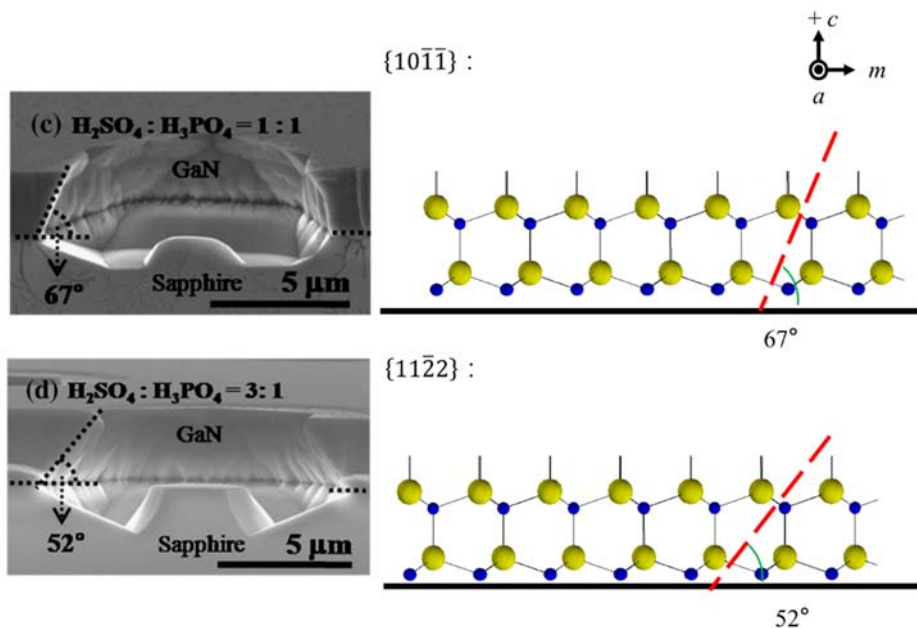 + c
m
a
{101̅1̅} :
(c) H₂SO₄ : H₃PO₄ = 1 : 1
GaN
Sapphire
5 μm
67°
67°
{112̅2} :
(d) H₂SO₄ : H₃PO₄ = 3 : 1
GaN
Sapphire
5 μm
52°
52°